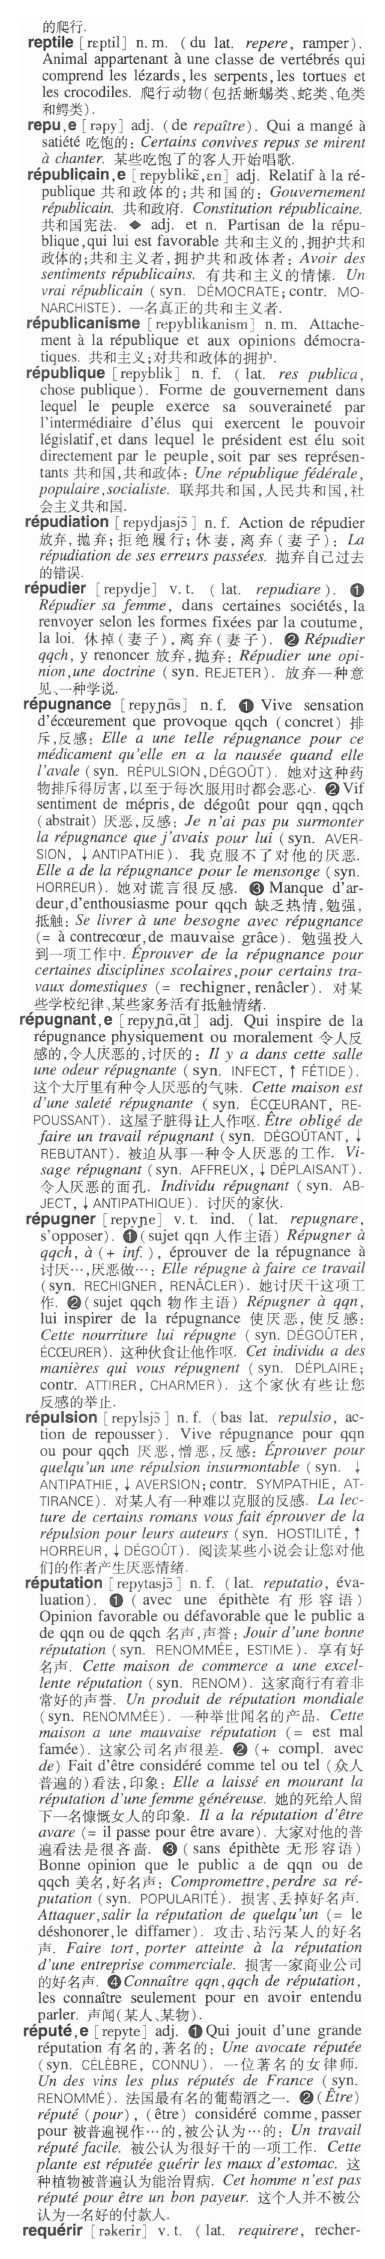 的爬行.
reptile [rɛptil] n. m. (du lat. repere, ramper).
Animal appartenant à une classe de vertébrés qui
comprend les lézards, les serpents, les tortues et
les crocodiles. 爬行动物(包括蜥蜴类、蛇类、龟类
和鳄类).
repu,e [rəpy] adj. (de repaître). Qui a mangé à
satiété 吃饱的: Certains convives repus se mirent
à chanter. 某些吃饱了的客人开始唱歌.
républicain,e [repyblikɛ̃,ɛn] adj. Relatif à la ré-
publique 共和政体的;共和国的: Gouvernement
républicain. 共和政府. Constitution républicaine.
共和国宪法. ◆ adj. et n. Partisan de la répu-
blique, qui lui est favorable 共和主义的,拥护共和
政体的;共和主义者,拥护共和政体者: Avoir des
sentiments républicains. 有共和主义的情愫. Un
vrai républicain (syn. DÉMOCRATE; contr. MO-
NARCHISTE). 一名真正的共和主义者.
républicanisme [repyblikanism] n. m. Attache-
ment à la république et aux opinions démocra-
tiques. 共和主义;对共和政体的拥护.
république [repyblik] n. f. (lat. res publica,
chose publique). Forme de gouvernement dans
lequel le peuple exerce sa souveraineté par
l'intermédiaire d'élus qui exercent le pouvoir
législatif, et dans lequel le président est élu soit
directement par le peuple, soit par ses représen-
tants 共和国,共和政体: Une république fédérale,
populaire, socialiste. 联邦共和国,人民共和国,社
会主义共和国.
répudiation [repydjasjɔ̃] n. f. Action de répudier
放弃,抛弃;拒绝履行;休妻,离弃(妻子): La
répudiation de ses erreurs passées. 抛弃自己过去
的错误.
répudier [repydje] v. t. (lat. repudiare). ❶
Répudier sa femme, dans certaines sociétés, la
renvoyer selon les formes fixées par la coutume,
la loi. 休掉(妻子),离弃(妻子). ❷ Répudier
qqch, y renoncer 放弃,抛弃: Répudier une opi-
nion, une doctrine (syn. REJETER). 放弃一种意
见、一种学说.
répugnance [repyɲɑ̃s] n. f. ❶ Vive sensation
d'écœurement que provoque qqch (concret) 排
斥,反感: Elle a une telle répugnance pour ce
médicament qu'elle en a la nausée quand elle
l'avale (syn. RÉPULSION, DÉGOÛT). 她对这种药
物排斥得厉害,以至于每次服用时都会恶心. ❷ Vif
sentiment de mépris, de dégoût pour qqn, qqch
(abstrait) 厌恶,反感: Je n'ai pas pu surmonter
la répugnance que j'avais pour lui (syn. AVER-
SION, ↓ ANTIPATHIE). 我克服不了对他的厌恶.
Elle a de la répugnance pour le mensonge (syn.
HORREUR). 她对谎言很反感. ❸ Manque d'ar-
deur, d'enthousiasme pour qqch 缺乏热情,勉强,
抵触: Se livrer à une besogne avec répugnance
(= à contrecœur, de mauvaise grâce). 勉强投入
到一项工作中. Éprouver de la répugnance pour
certaines disciplines scolaires, pour certains tra-
vaux domestiques (= rechigner, renâcler). 对某
些学校纪律、某些家务活有抵触情绪.
répugnant,e [repyɲɑ̃,ɑ̃t] adj. Qui inspire de la
répugnance physiquement ou moralement 令人反
感的,令人厌恶的,讨厌的: Il y a dans cette salle
une odeur répugnante (syn. INFECT, ↑ FÉTIDE).
这个大厅里有种令人厌恶的气味. Cette maison est
d'une saleté répugnante (syn. ÉCŒURANT, RE-
POUSSANT). 这屋子脏得让人作呕. Être obligé de
faire un travail répugnant (syn. DÉGOÛTANT, ↓
REBUTANT). 被迫从事一种令人厌恶的工作. Vi-
sage répugnant (syn. AFFREUX, ↓ DÉPLAISANT).
令人厌恶的面孔. Individu répugnant (syn. AB-
JECT, ↓ ANTIPATHIQUE). 讨厌的家伙.
répugner [repyɲe] v. t. ind. (lat. repugnare,
s'opposer). ❶ (sujet qqn 人作主语) Répugner à
qqch, à (+ inf.), éprouver de la répugnance à
讨厌…,厌恶做…: Elle répugne à faire ce travail
(syn. RECHIGNER, RENÂCLER). 她讨厌干这项工
作. ❷ (sujet qqch 物作主语) Répugner à qqn,
lui inspirer de la répugnance 使厌恶,使反感:
Cette nourriture lui répugne (syn. DÉGOÛTER,
ÉCŒURER). 这种伙食让他作呕. Cet individu a des
manières qui vous répugnent (syn. DÉPLAIRE;
contr. ATTIRER, CHARMER). 这个家伙有些让您
反感的举止.
répulsion [repylsjɔ̃] n. f. (bas lat. repulsio, ac-
tion de repousser). Vive répugnance pour qqn
ou pour qqch 厌恶,憎恶,反感: Éprouver pour
quelqu'un une répulsion insurmontable (syn. ↓
ANTIPATHIE, ↓ AVERSION; contr. SYMPATHIE, AT-
TIRANCE). 对某人有一种难以克服的反感. La lec-
ture de certains romans vous fait éprouver de la
répulsion pour leurs auteurs (syn. HOSTILITÉ, ↑
HORREUR, ↓ DÉGOÛT). 阅读某些小说会让您对他
们的作者产生厌恶情绪.
réputation [repytasjɔ̃] n. f. (lat. reputatio, éva-
luation). ❶ (avec une épithète 有形容语)
Opinion favorable ou défavorable que le public a
de qqn ou de qqch 名声,声誉: Jouir d'une bonne
réputation (syn. RENOMMÉE, ESTIME). 享有好
名声. Cette maison de commerce a une excel-
lente réputation (syn. RENOM). 这家商行有着非
常好的声誉. Un produit de réputation mondiale
(syn. RENOMMÉE). 一种举世闻名的产品. Cette
maison a une mauvaise réputation (= est mal
famée). 这家公司名声很差. ❷ (+ compl. avec
de) Fait d'être considéré comme tel ou tel (众人
普遍的)看法,印象: Elle a laissé en mourant la
réputation d'une femme généreuse. 她的死给人留
下一名慷慨女人的印象. Il a la réputation d'être
avare (= il passe pour être avare). 大家对他的普
遍看法是很吝啬. ❸ (sans épithète 无形容语)
Bonne opinion que le public a de qqn ou de
qqch 美名,好名声: Compromettre, perdre sa ré-
putation (syn. POPULARITÉ). 损害、丢掉好名声.
Attaquer, salir la réputation de quelqu'un (= le
déshonorer, le diffamer). 攻击、玷污某人的好名
声. Faire tort, porter atteinte à la réputation
d'une entreprise commerciale. 损害一家商业公司
的好名声. ❹ Connaître qqn, qqch de réputation,
les connaître seulement pour en avoir entendu
parler. 声闻(某人、某物).
réputé,e [repyte] adj. ❶ Qui jouit d'une grande
réputation 有名的,著名的: Une avocate réputée
(syn. CÉLÈBRE, CONNU). 一位著名的女律师.
Un des vins les plus réputés de France (syn.
RENOMMÉ). 法国最有名的葡萄酒之一. ❷ (Être)
réputé (pour), (être) considéré comme, passer
pour 被普遍视作…的,被公认为…的: Un travail
réputé facile. 被公认为很好干的一项工作. Cette
plante est réputée guérir les maux d'estomac. 这
种植物被普遍认为能治胃病. Cet homme n'est pas
réputé pour être un bon payeur. 这个人并不被公
认为一名好的付款人.
requérir [rəkerir] v. t. (lat. requirere, recher-